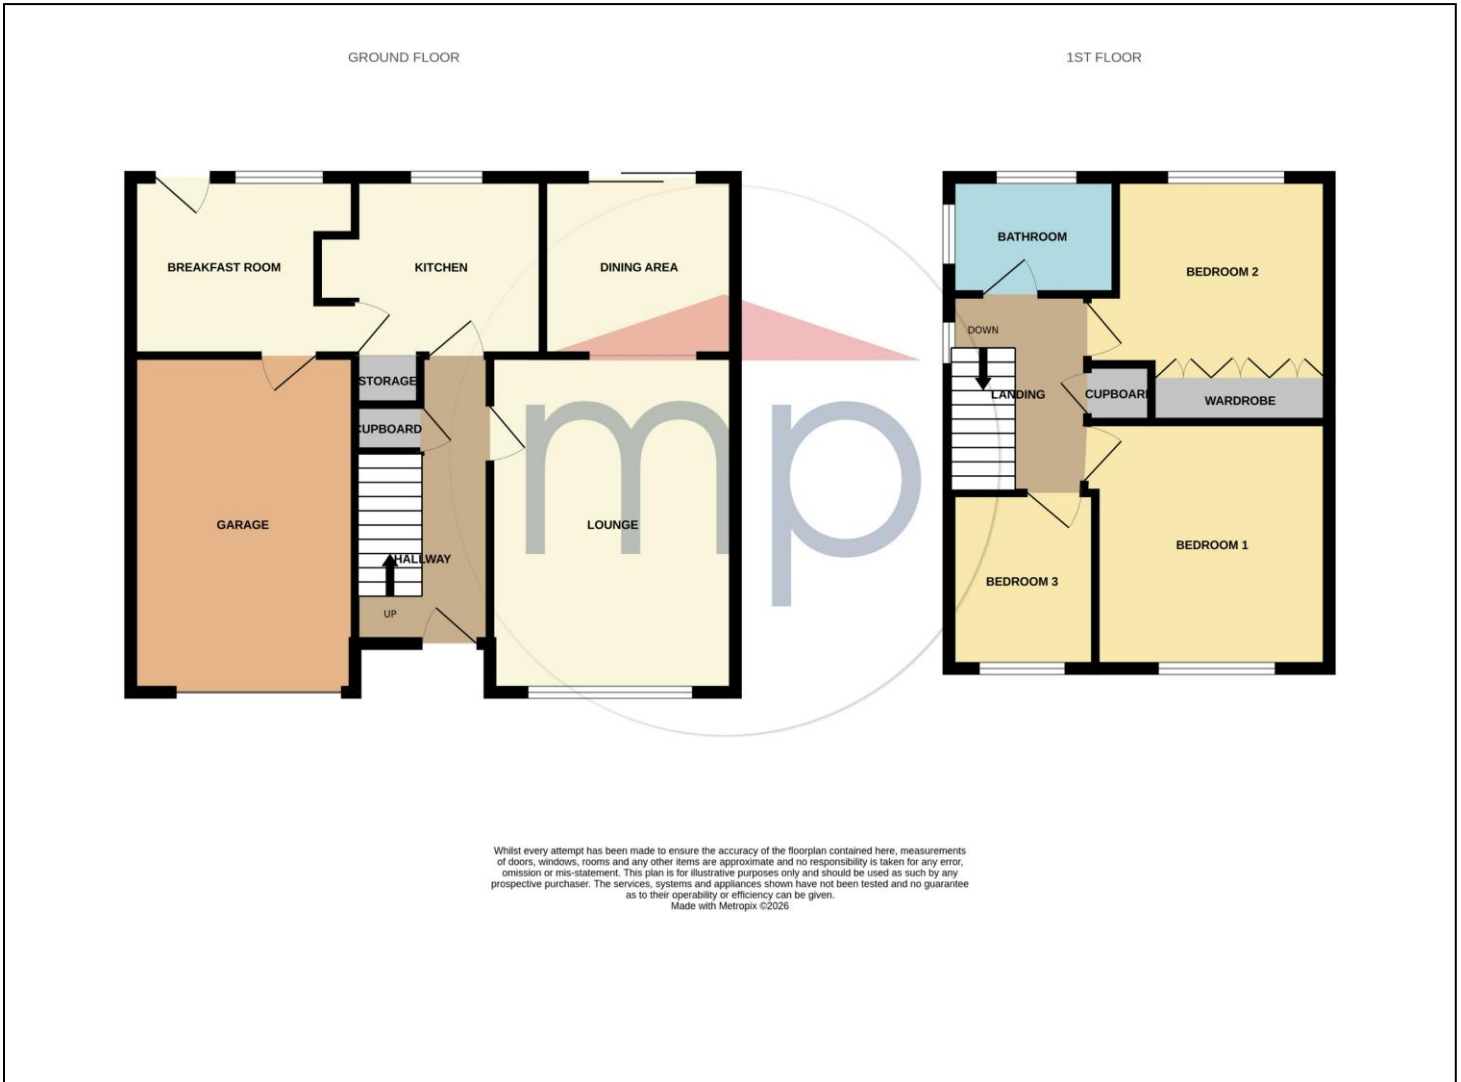 GROUND FLOOR
1ST FLOOR
BREAKFAST ROOM
KITCHEN
DINING AREA
STORAGE
CUPBOARD
GARAGE
HALLWAY
UP
LOUNGE
BATHROOM
BEDROOM 2
DOWN
LANDING
CUPBOARD
WARDROBE
BEDROOM 1
BEDROOM 3
mp
Whilst every attempt has been made to ensure the accuracy of the floorplan contained here, measurements
of doors, windows, rooms and any other items are approximate and no responsibility is taken for any error,
omission or mis-statement. This plan is for illustrative purposes only and should be used as such by any
prospective purchaser. The services, systems and appliances shown have not been tested and no guarantee
as to their operability or efficiency can be given.
Made with Metropix ©2026